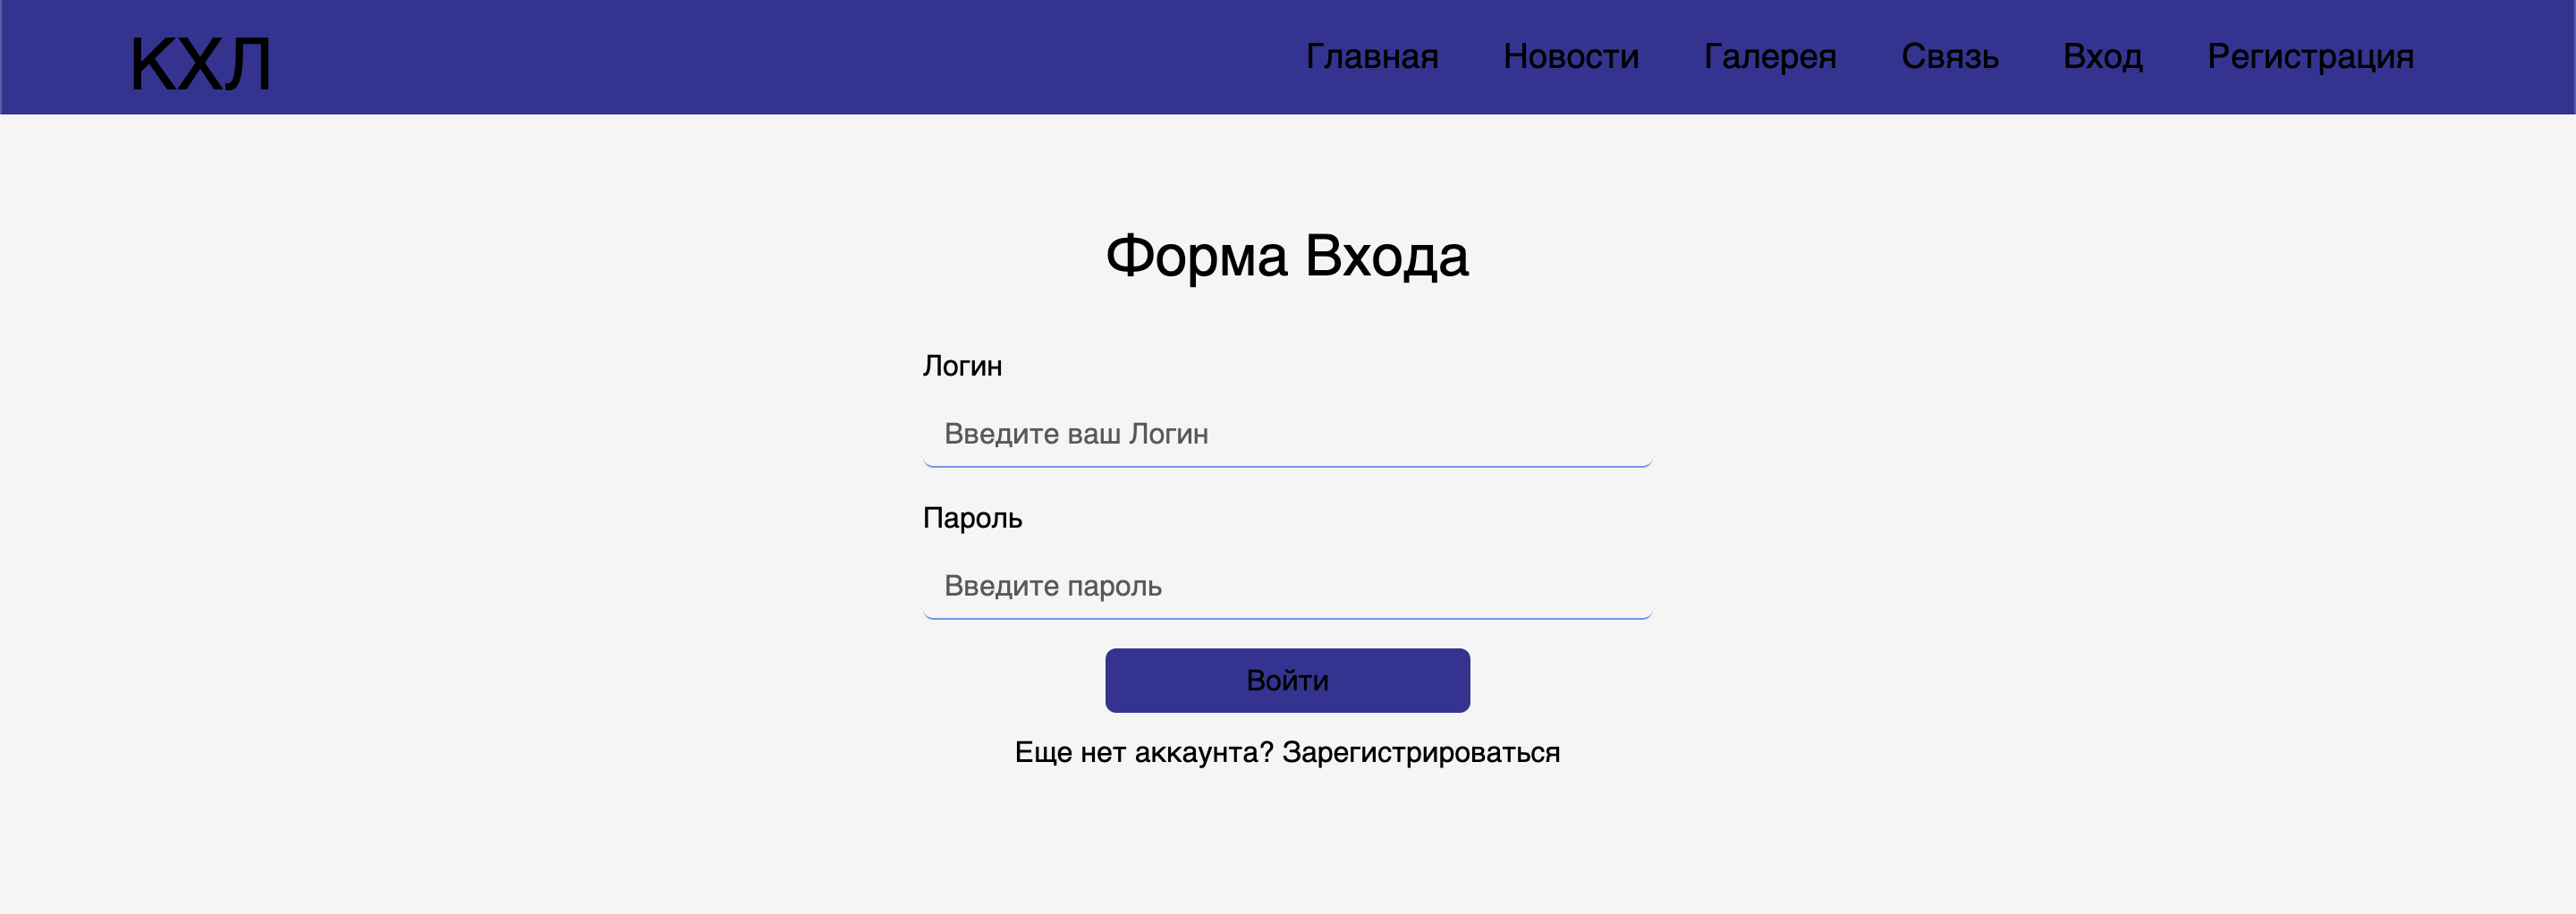 КХЛ
Главная Новости Галерея Связь Вход Регистрация
Форма Входа
Логин
Введите ваш Логин
Пароль
Введите пароль
Войти
Еще нет аккаунта? Зарегистрироваться